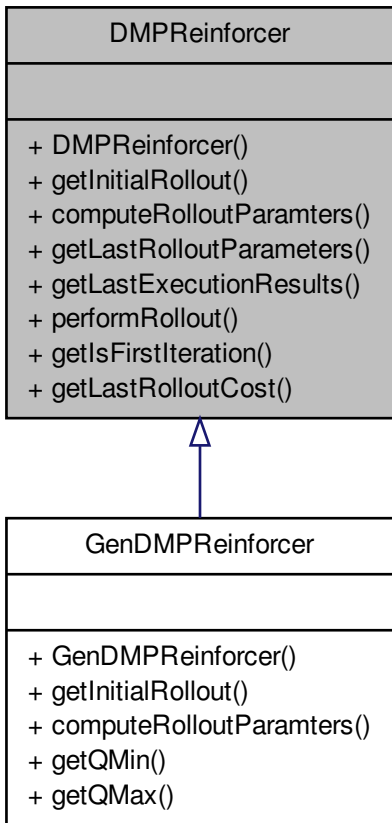 DMPReinforcer
+ DMPReinforcer()
+ getInitialRollout()
+ computeRolloutParamters()
+ getLastRolloutParameters()
+ getLastExecutionResults()
+ performRollout()
+ getIsFirstIteration()
+ getLastRolloutCost()
GenDMPReinforcer
+ GenDMPReinforcer()
+ getInitialRollout()
+ computeRolloutParamters()
+ getQMin()
+ getQMax()